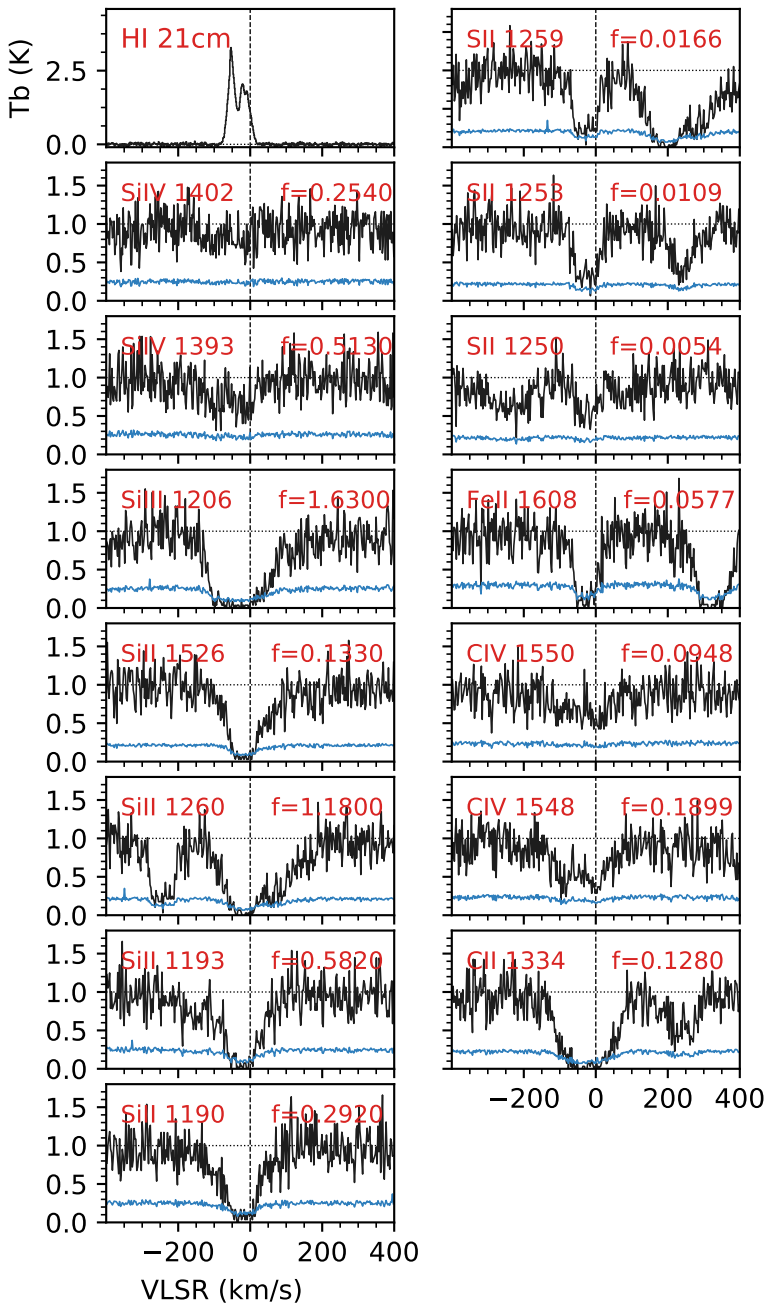 HI 21cm
Tb (K)
2.5
0.0
SII 1259 f=0.0166
SiIV 1402 f=0.2540
1.5
1.0
0.5
0.0
SII 1253 f=0.0109
SiIV 1393 f=0.5130
1.5
1.0
0.5
0.0
SII 1250 f=0.0054
SiIII 1206 f=1.6300
1.5
1.0
0.5
0.0
FeII 1608 f=0.0577
SiII 1526 f=0.1330
1.5
1.0
0.5
0.0
CIV 1550 f=0.0948
SiII 1260 f=1.1800
1.5
1.0
0.5
0.0
CIV 1548 f=0.1899
SiII 1193 f=0.5820
1.5
1.0
0.5
0.0
CII 1334 f=0.1280
−200 0 200 400
SiII 1190 f=0.2920
1.5
1.0
0.5
0.0
−200 0 200 400
VLSR (km/s)